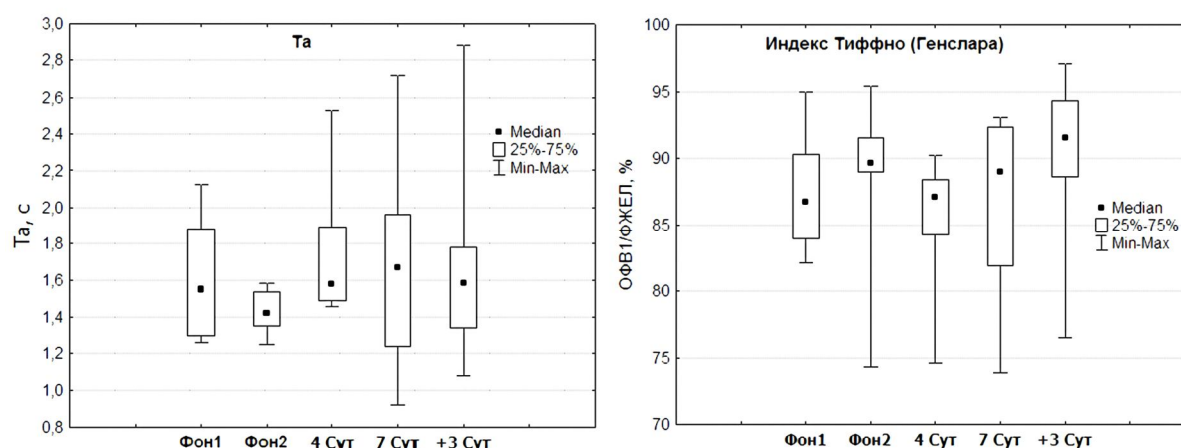 Ta
Ta, с
3,0
2,8
2,6
2,4
2,2
2,0
1,8
1,6
1,4
1,2
1,0
0,8
Median
25%-75%
Min-Max
Фон1 Фон2 4 Сут 7 Сут +3 Сут
Индекс Тиффно (Генслара)
ОФВ1/ФЖЕЛ, %
100
95
90
85
80
75
70
Median
25%-75%
Min-Max
Фон1 Фон2 4 Сут 7 Сут +3 Сут